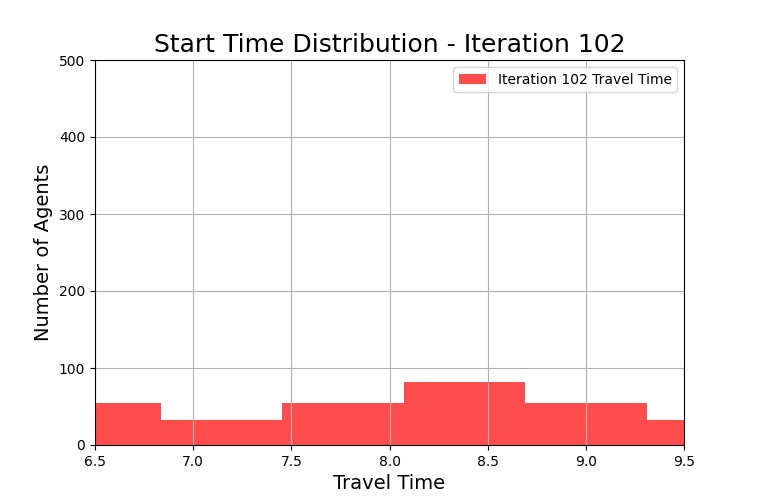 Start Time Distribution - Iteration 102
Iteration 102 Travel Time
Number of Agents
500
400
300
200
100
0
6.5 7.0 7.5 8.0 8.5 9.0 9.5
Travel Time